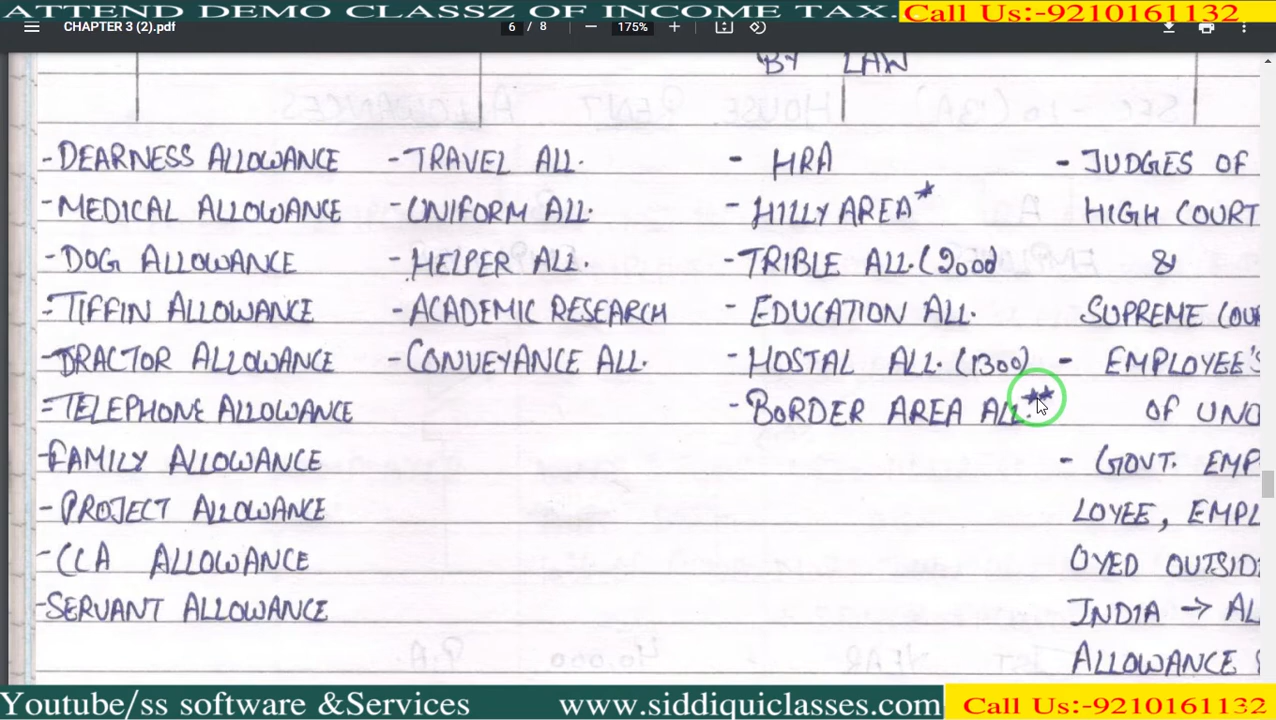 ATTEND DEMO CLASSZ OF INCOME TAX.
Call Us:-9210161132
CHAPTER 3 (2).pdf
6 / 8
175%
BY LAW
- DEARNESS ALLOWANCE
- MEDICAL ALLOWANCE
- DOG ALLOWANCE
- TIFFIN ALLOWANCE
- TRACTOR ALLOWANCE
- TELEPHONE ALLOWANCE
- FAMILY ALLOWANCE
- PROJECT ALLOWANCE
- CCA ALLOWANCE
- SERVANT ALLOWANCE
- TRAVEL ALL.
- UNIFORM ALL.
- HELPER ALL.
- ACADEMIC RESEARCH
- CONVEYANCE ALL.
- HRA
- HILLY AREA*
- TRIBLE ALL.(2000)
- EDUCATION ALL.
- HOSTAL ALL.(1300)
- BORDER AREA ALL.**
- JUDGES OF
HIGH COURT
&
SUPREME COU
- EMPLOYEE'S
OF UNO
- GOVT. EMP
LOYEE, EMPL
OYED OUTSID
INDIA → AL
ALLOWANCE
Youtube/ss software &Services
www.siddiquiclasses.com
Call Us:-9210161132